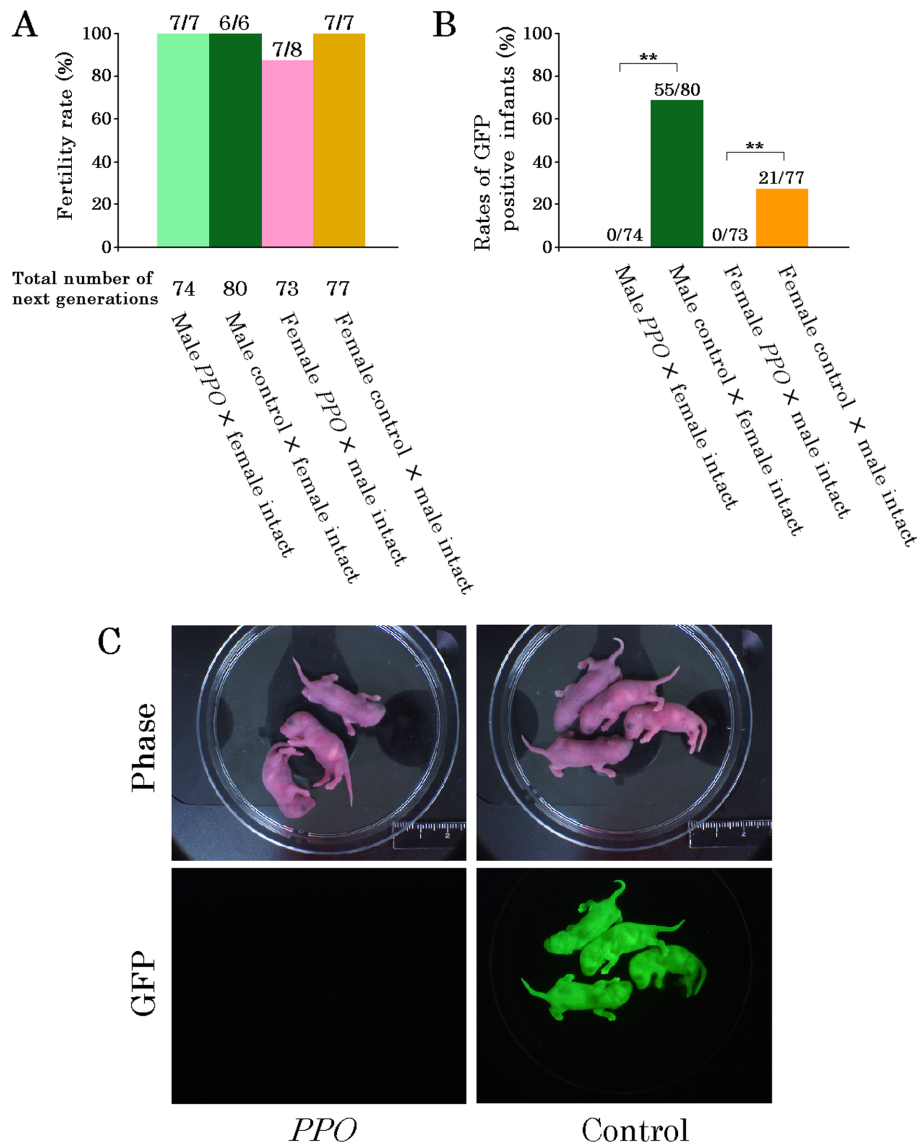 A
Fertility rate (%)
100
80
60
40
20
0
7/7
6/6
7/8
7/7
Total number of
next generations
74 80 73 77
Male PPO × female intact
Male control × female intact
Female PPO × male intact
Female control × male intact
B
Rates of GFP
positive infants (%)
100
80
60
40
20
0
**
**
0/74
55/80
0/73
21/77
Male PPO × female intact
Male control × female intact
Female PPO × male intact
Female control × male intact
C
Phase
1 2
1 2
GFP
PPO
Control